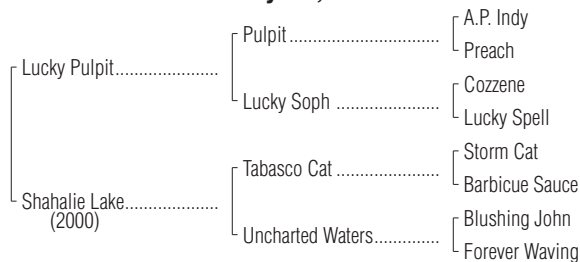 A.P. Indy
Pulpit
Preach
Lucky Pulpit
Cozzene
Lucky Soph
Lucky Spell
Storm Cat
Tabasco Cat
Barbicue Sauce
Shahalie Lake
(2000)
Blushing John
Uncharted Waters
Forever Waving